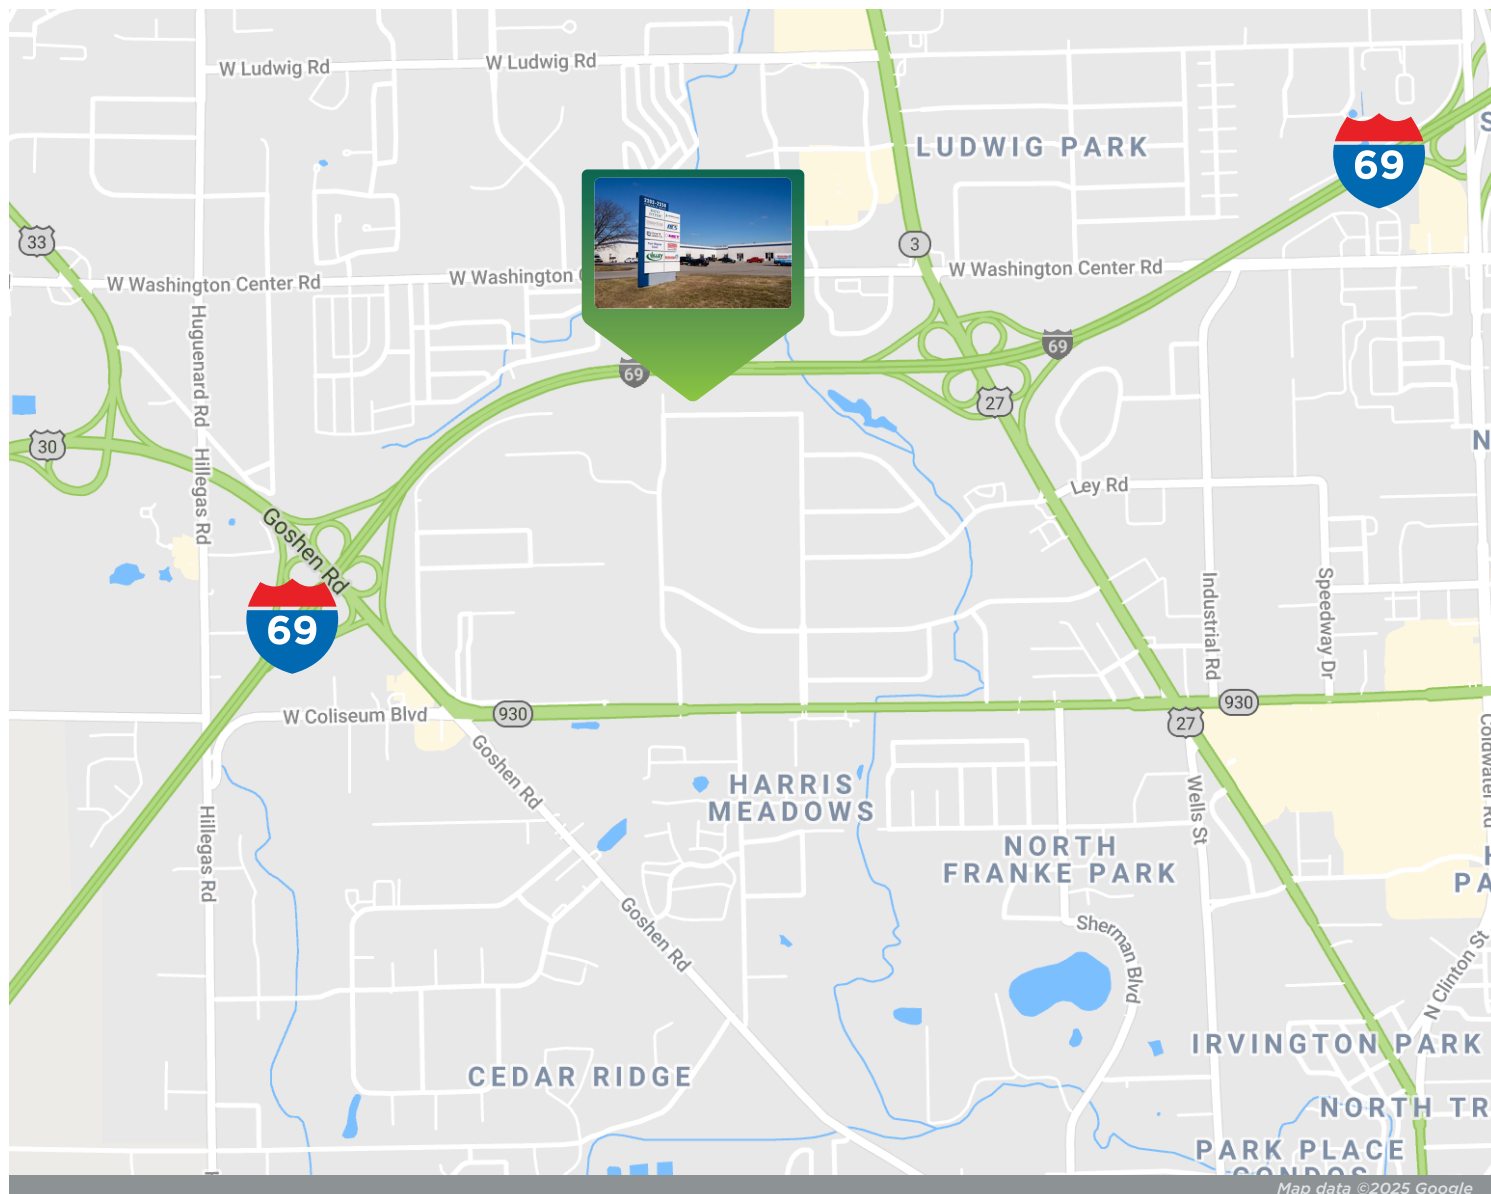 W Ludwig Rd
W Ludwig Rd
LUDWIG PARK
S
69
33
3
W Washington Center Rd
W Washington C
W Washington Center Rd
Huguenard Rd
69
69
27
30
N
Hillegas Rd
Ley Rd
Goshen Rd
69
Industrial Rd
Speedway Dr
W Coliseum Blvd
930
930
27
Coldwater Rd
Goshen Rd
HARRIS
MEADOWS
Wells St
Hillegas Rd
NORTH
FRANKE PARK
H
PA
Goshen Rd
Sherman Blvd
N Clinton St
IRVINGTON PARK
CEDAR RIDGE
NORTH TR
PARK PLACE
CONDOS
Map data ©2025 Google